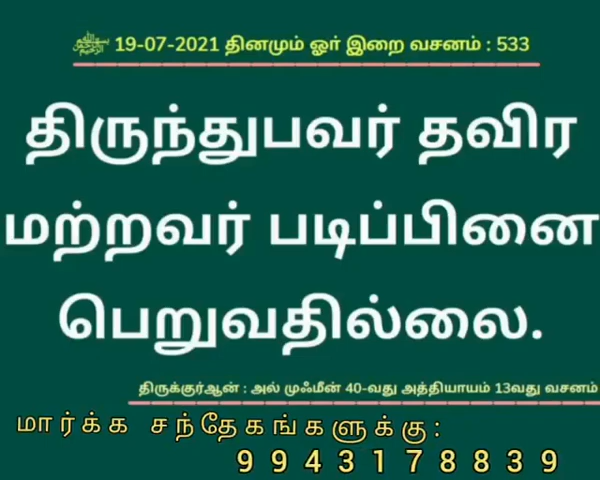 ﷽ 19-07-2021 தினமும் ஓர் இறை வசனம் : 533
திருந்துபவர் தவிர
மற்றவர் படிப்பினை
பெறுவதில்லை.
திருக்குர்ஆன் : அல் முஃமீன் 40-வது அத்தியாயம் 13வது வசனம்
மார்க்க சந்தேகங்களுக்கு:
9943178839